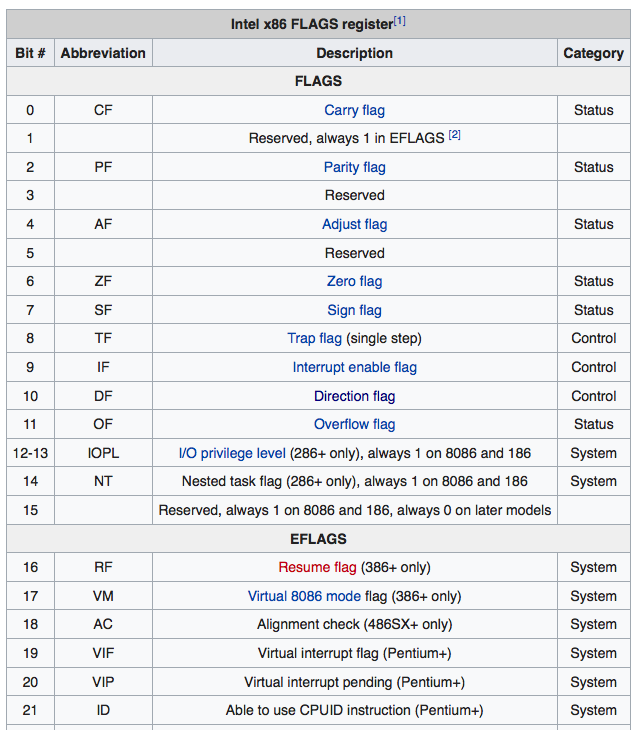 Intel x86 FLAGS register[1]
Bit # Abbreviation Description Category
FLAGS
0 CF Carry flag Status
1 Reserved, always 1 in EFLAGS [2]
2 PF Parity flag Status
3 Reserved
4 AF Adjust flag Status
5 Reserved
6 ZF Zero flag Status
7 SF Sign flag Status
8 TF Trap flag (single step) Control
9 IF Interrupt enable flag Control
10 DF Direction flag Control
11 OF Overflow flag Status
12-13 IOPL I/O privilege level (286+ only), always 1 on 8086 and 186 System
14 NT Nested task flag (286+ only), always 1 on 8086 and 186 System
15 Reserved, always 1 on 8086 and 186, always 0 on later models
EFLAGS
16 RF Resume flag (386+ only) System
17 VM Virtual 8086 mode flag (386+ only) System
18 AC Alignment check (486SX+ only) System
19 VIF Virtual interrupt flag (Pentium+) System
20 VIP Virtual interrupt pending (Pentium+) System
21 ID Able to use CPUID instruction (Pentium+) System